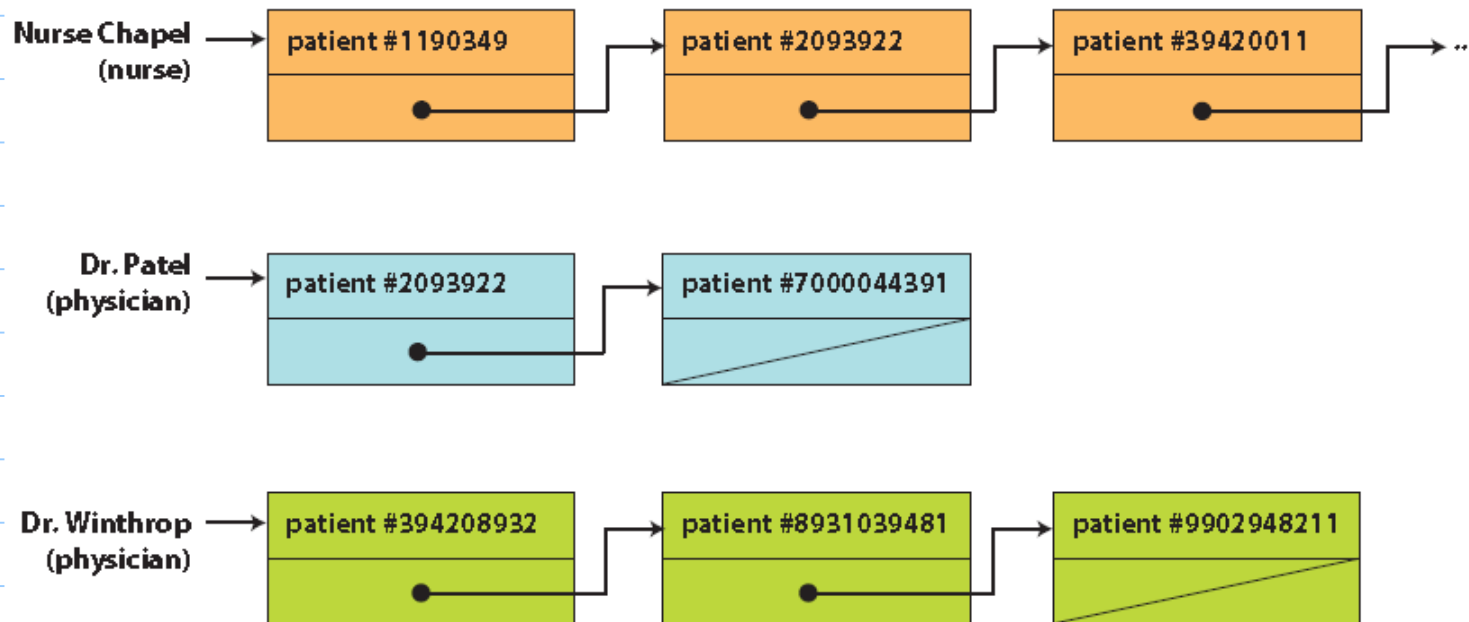 Nurse Chapel
(nurse)
patient #1190349
patient #2093922
patient #39420011
..
Dr. Patel
(physician)
patient #2093922
patient #7000044391
Dr. Winthrop
(physician)
patient #394208932
patient #8931039481
patient #9902948211